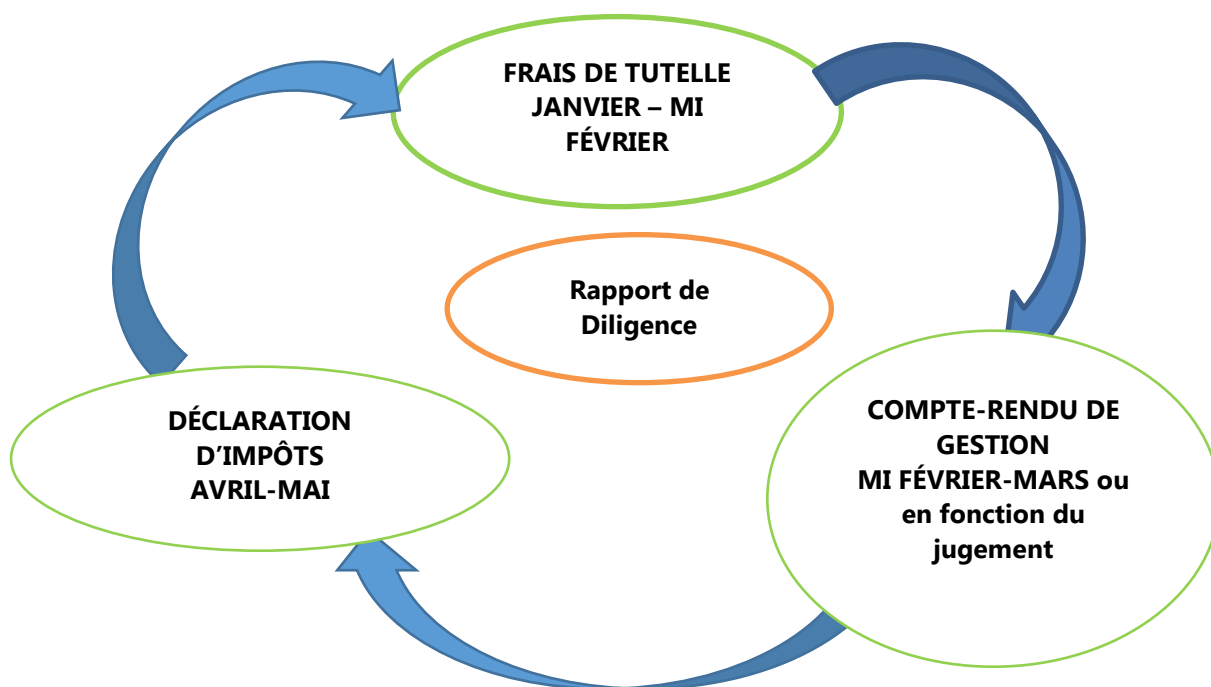 FRAIS DE TUTELLE
JANVIER – MI
FÉVRIER
Rapport de
Diligence
DÉCLARATION
D’IMPÔTS
AVRIL-MAI
COMPTE-RENDU DE
GESTION
MI FÉVRIER-MARS ou
en fonction du
jugement